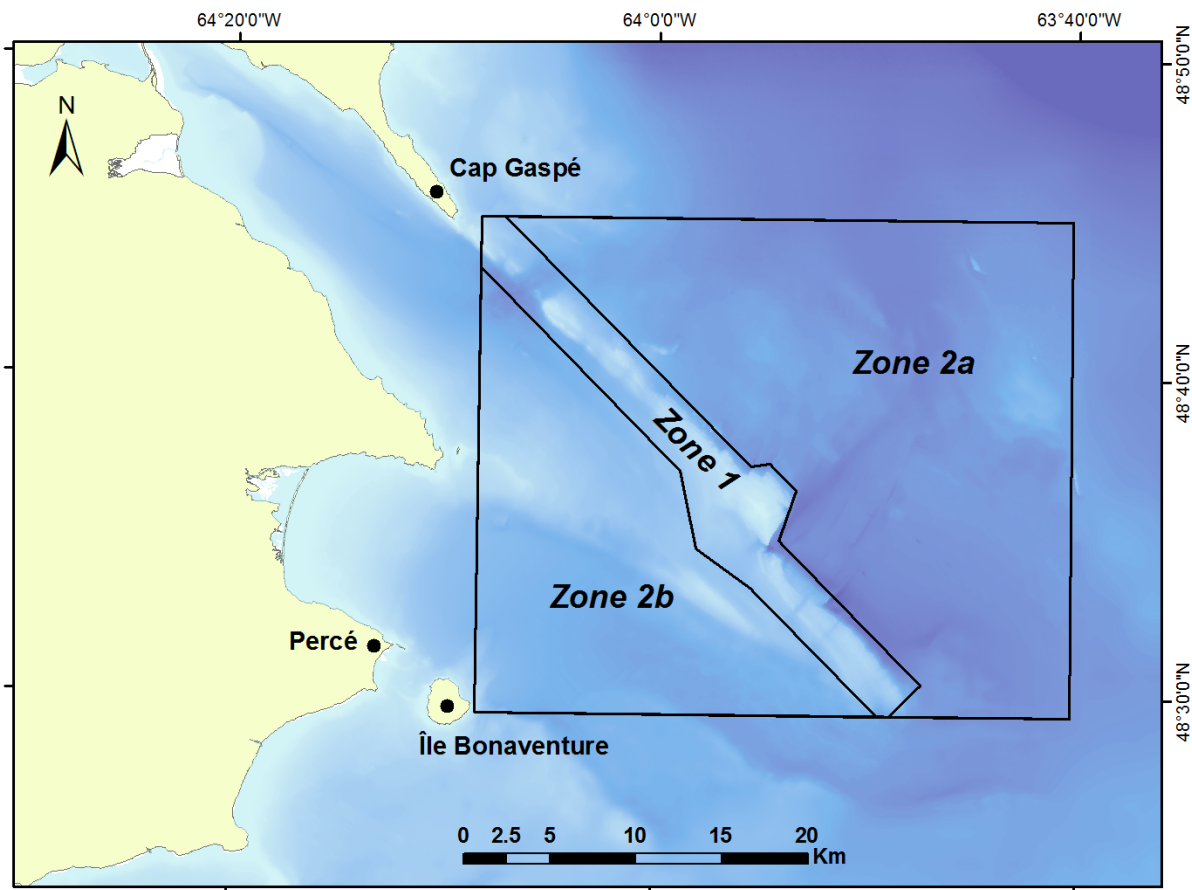 64°20'0"W
64°00'0"W
63°40'0"W
48°50'0"N
N
Cap Gaspé
Zone 2a
48°40'0"N
Zone 1
Zone 2b
Percé
48°30'0"N
Île Bonaventure
0 2.5 5 10 15 20
Km